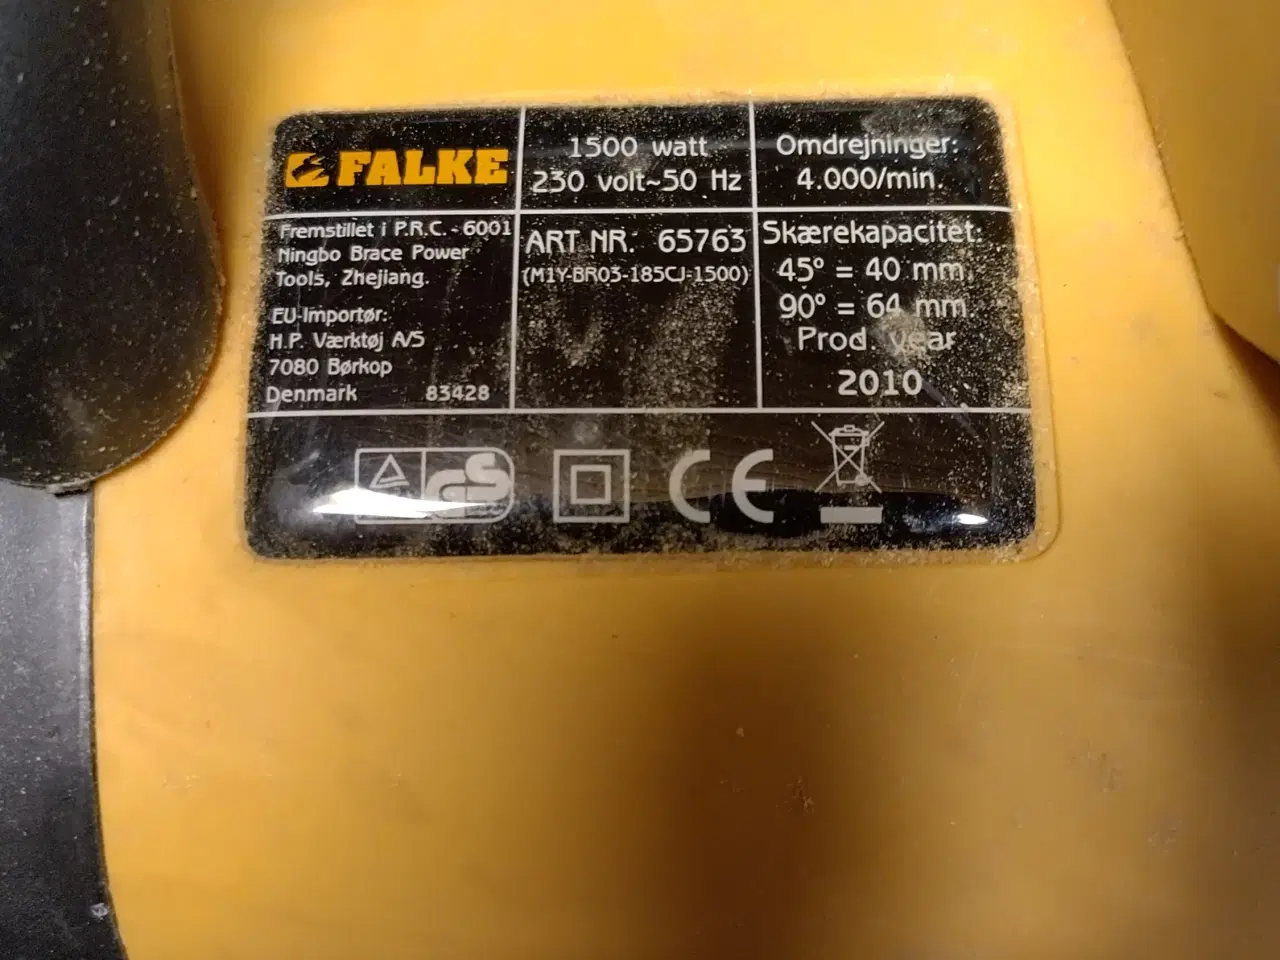 FALKE
1500 watt
230 volt~50 Hz
Omdrejninger:
4.000/min.
Fremstillet i P.R.C. - 6001
Ningbo Brace Power
Tools, Zhejiang.
EU-Importør:
H.P. Værktøj A/S
7080 Børkop
Denmark 83428
ART NR. 65763
(M1Y-BR03-185CJ-1500)
Skærekapacitet:
45° = 40 mm.
90° = 64 mm.
Prod. year
2010
GS
CE